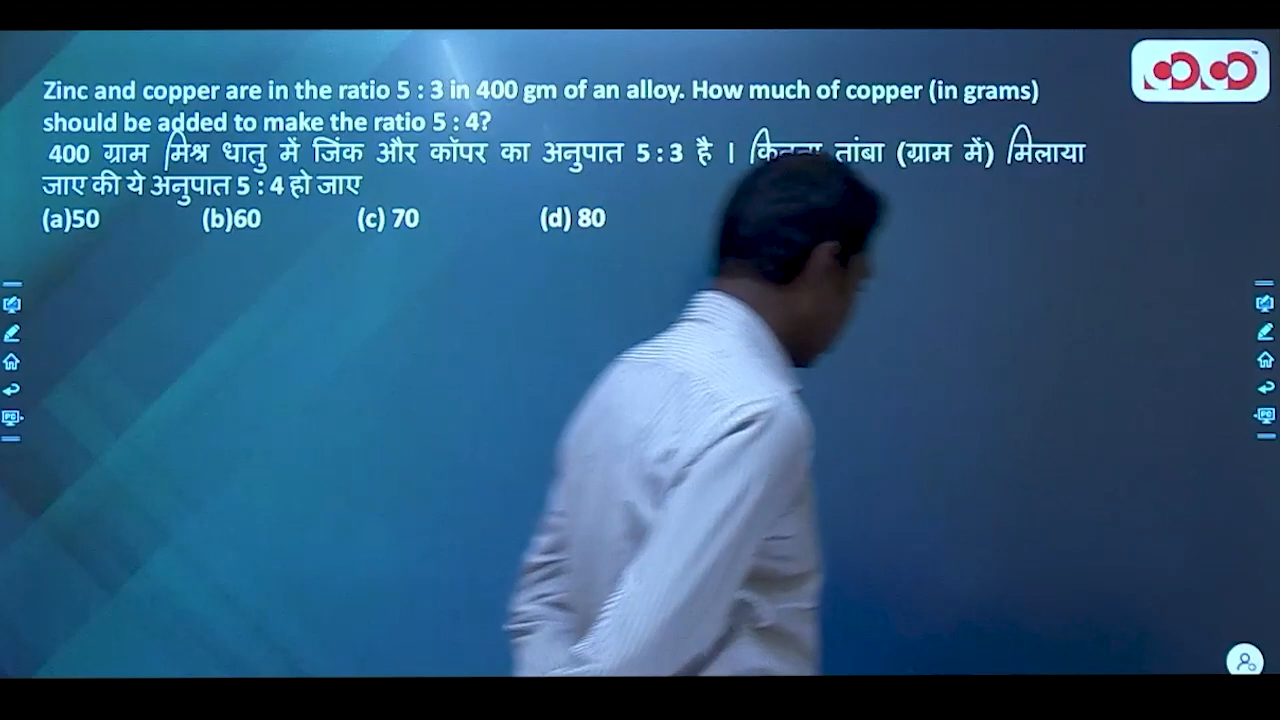 Zinc and copper are in the ratio 5 : 3 in 400 gm of an alloy. How much of copper (in grams)
should be added to make the ratio 5 : 4?
400 ग्राम मिश्र धातु में जिंक और कॉपर का अनुपात 5 : 3 है । तांबा (ग्राम में) मिलाया
जाए की ये अनुपात 5 : 4 हो जाए
(a)50 (b)60 (c) 70 (d) 80